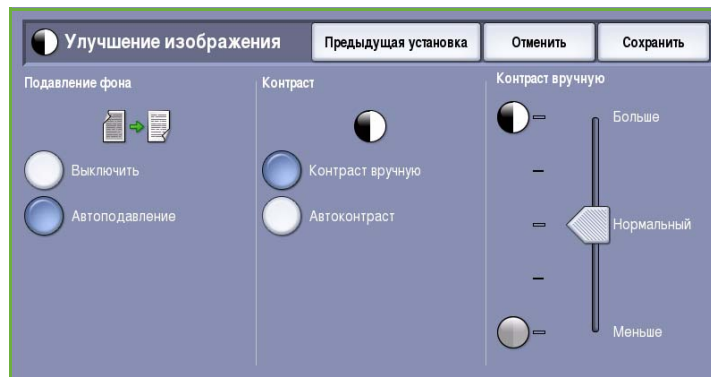 Улучшение изображения
Предыдущая установка
Отменить
Сохранить
Подавление фона
Выключить
Автоподавление
Контраст
Контраст вручную
Автоконтраст
Контраст вручную
Больше
Нормальный
Меньше